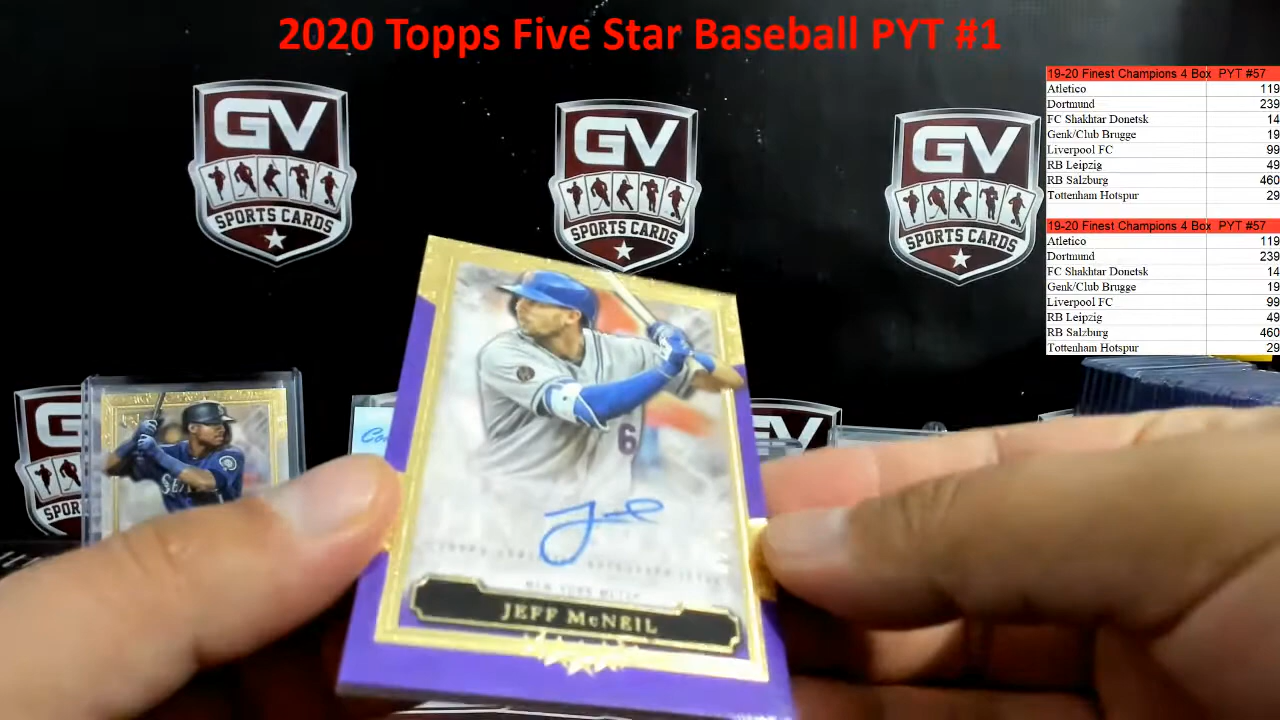 2020 Topps Five Star Baseball PYT #1
19-20 Finest Champions 4 Box PYT #57
Atletico 119
Dortmund 239
FC Shakhtar Donetsk 14
Genk/Club Brugge 19
Liverpool FC 99
RB Leipzig 49
RB Salzburg 460
Tottenham Hotspur 29
19-20 Finest Champions 4 Box PYT #57
Atletico 119
Dortmund 239
FC Shakhtar Donetsk 14
Genk/Club Brugge 19
Liverpool FC 99
RB Leipzig 49
RB Salzburg 460
Tottenham Hotspur 29
GV
SPORTS CARDS
GV
SPORTS CARDS
GV
SPORTS CARDS
GV
SPORTS
GV
6
NEW YORK METS
JEFF McNEIL